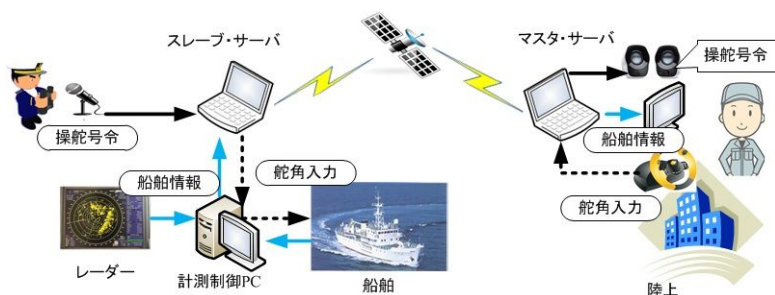 スレーブ・サーバ
マスタ・サーバ
操舵号令
操舵号令
船舶情報
舵角入力
船舶情報
舵角入力
レーダー
計測制御PC
船舶
陸上